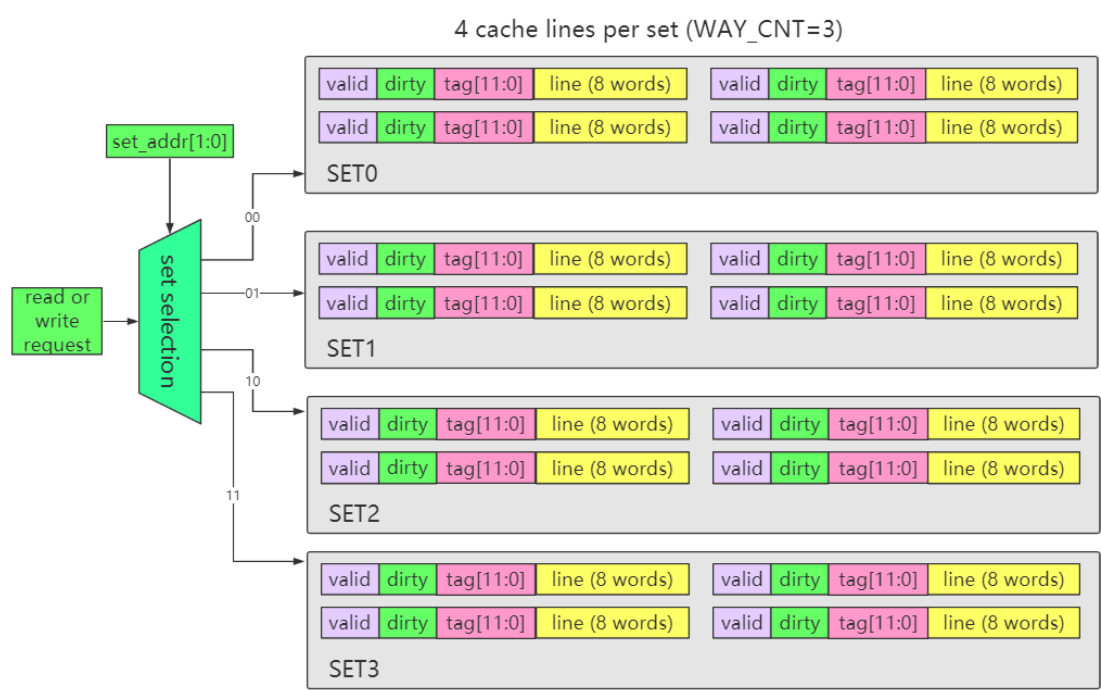 4 cache lines per set (WAY_CNT=3)
valid dirty tag[11:0] line (8 words) valid dirty tag[11:0] line (8 words)
valid dirty tag[11:0] line (8 words) valid dirty tag[11:0] line (8 words)
SET0
set_addr[1:0]
00
set selection
read or
write
request
01
valid dirty tag[11:0] line (8 words) valid dirty tag[11:0] line (8 words)
valid dirty tag[11:0] line (8 words) valid dirty tag[11:0] line (8 words)
SET1
10
valid dirty tag[11:0] line (8 words) valid dirty tag[11:0] line (8 words)
valid dirty tag[11:0] line (8 words) valid dirty tag[11:0] line (8 words)
SET2
11
valid dirty tag[11:0] line (8 words) valid dirty tag[11:0] line (8 words)
valid dirty tag[11:0] line (8 words) valid dirty tag[11:0] line (8 words)
SET3